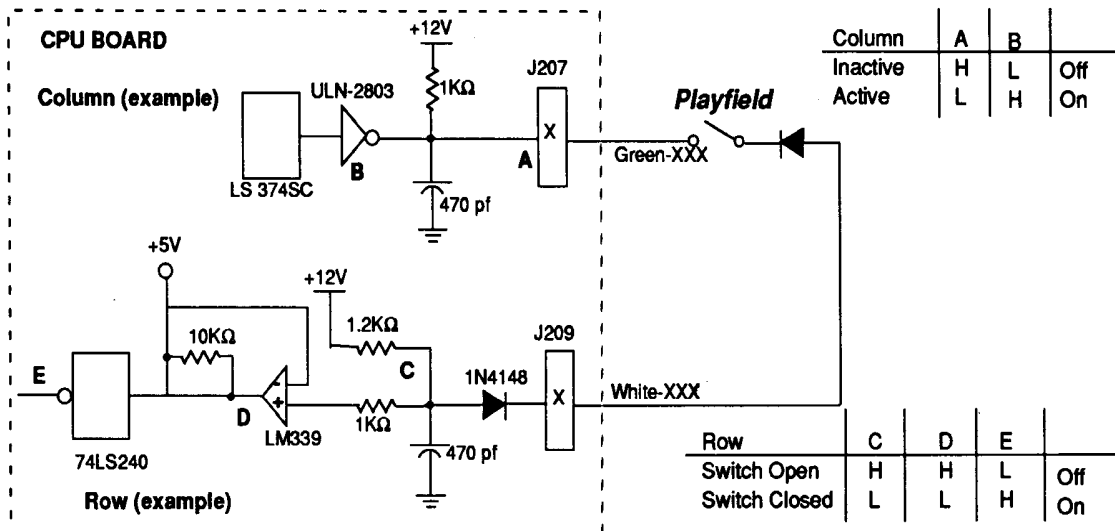 CPU BOARD
Column (example)
+12V
1KΩ
J207
ULN-2803
X
B
A
LS 374SC
470 pf
Green-XXX
Playfield
Column A B
Inactive H L Off
Active L H On
+5V
+12V
10KΩ
1.2KΩ
J209
E
C
1N4148
X
White-XXX
-
+
D
LM339
1KΩ
470 pf
74LS240
Row (example)
Row C D E
Switch Open H H L Off
Switch Closed L L H On